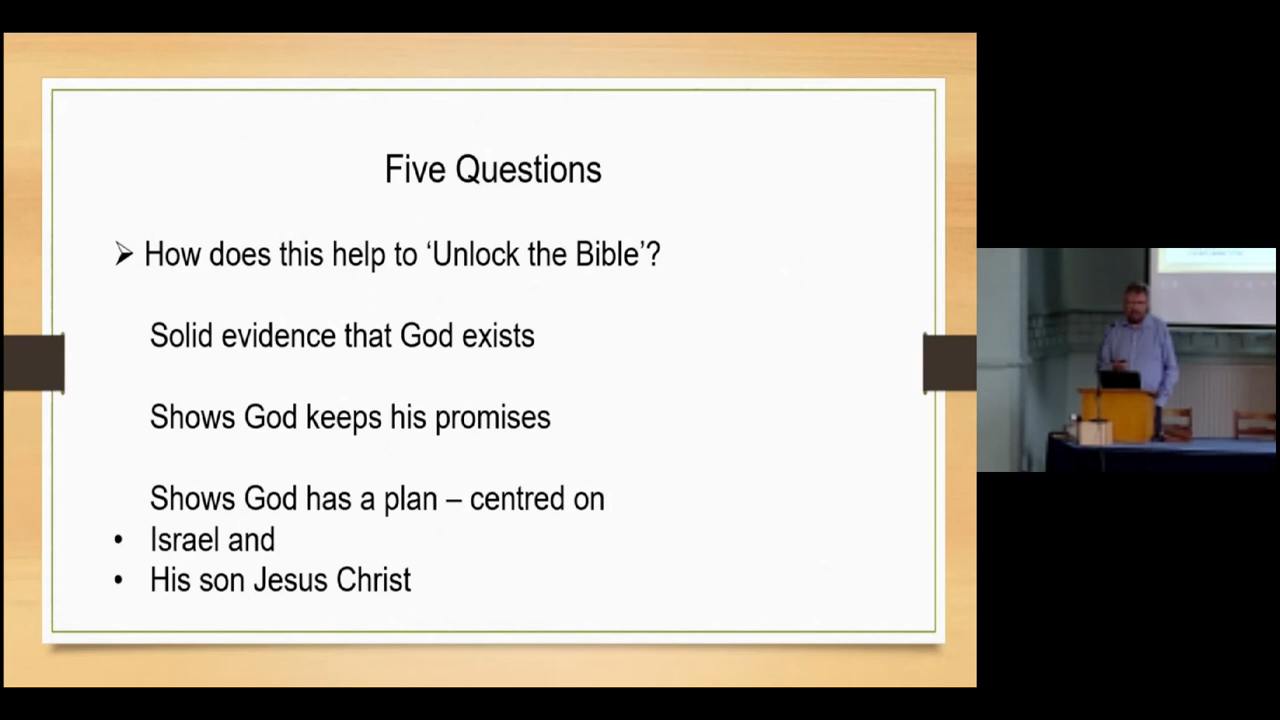 Five Questions
➢ How does this help to ‘Unlock the Bible’?
Solid evidence that God exists
Shows God keeps his promises
Shows God has a plan – centred on
• Israel and
• His son Jesus Christ